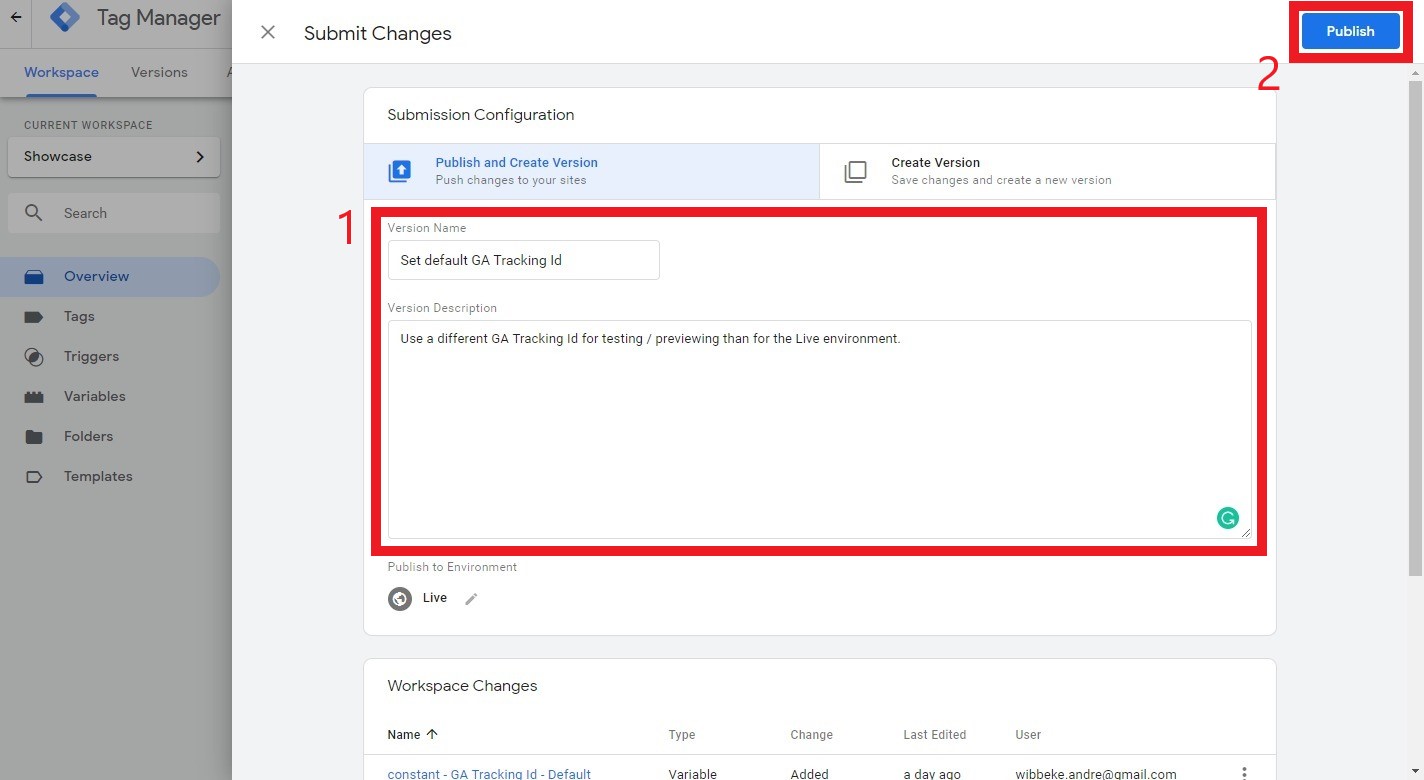 Tag Manager
Submit Changes
Publish
2
Workspace Versions A
CURRENT WORKSPACE
Showcase
Search
Overview
Tags
Triggers
Variables
Folders
Templates
Submission Configuration
Publish and Create Version
Push changes to your sites
Create Version
Save changes and create a new version
1
Version Name
Set default GA Tracking Id
Version Description
Use a different GA Tracking Id for testing / previewing than for the Live environment.
Publish to Environment
Live
Workspace Changes
Name Type Change Last Edited User
constant - GA Tracking Id - Default Variable Added a day ago wibbeke.andre@gmail.com